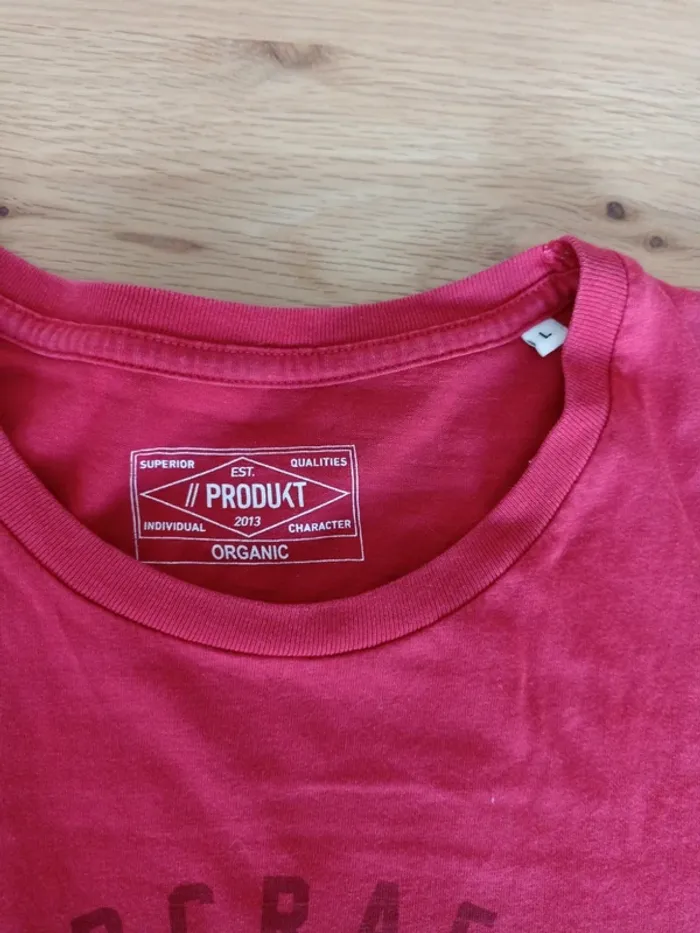 L
SUPERIOR EST. QUALITIES
// PRODUKT
INDIVIDUAL 2013 CHARACTER
ORGANIC